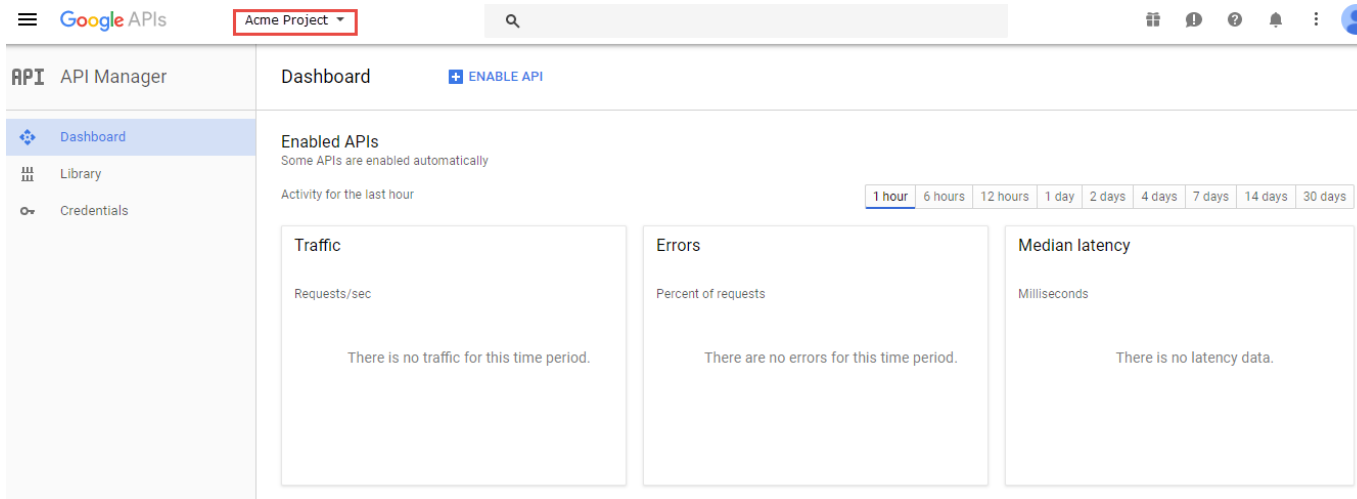 Google APIs
Acme Project
API API Manager
Dashboard
ENABLE API
Dashboard
Library
Credentials
Enabled APIs
Some APIs are enabled automatically
Activity for the last hour
1 hour 6 hours 12 hours 1 day 2 days 4 days 7 days 14 days 30 days
Traffic
Requests/sec
There is no traffic for this time period.
Errors
Percent of requests
There are no errors for this time period.
Median latency
Milliseconds
There is no latency data.